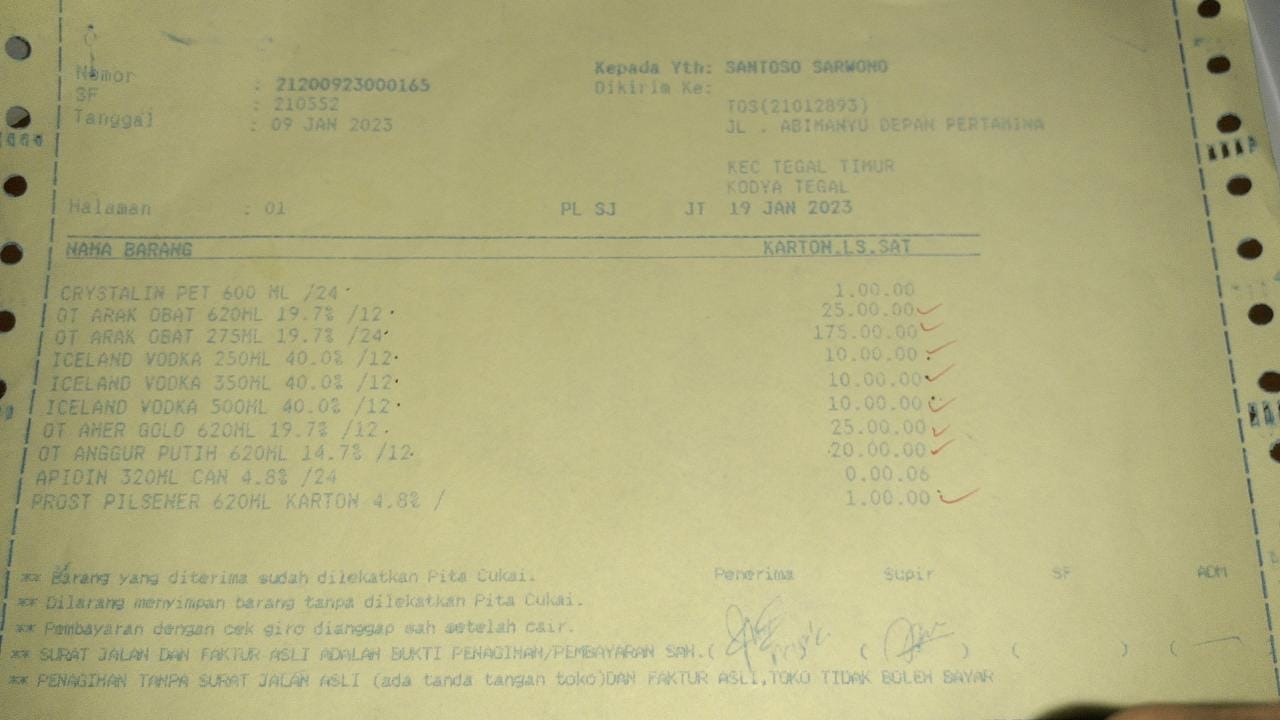 Nomor : 21200923000165
SF : 210552
Tanggal : 09 JAN 2023
Kepada Yth: SANTOSO SARWONO
Dikirim Ke:
TOS(21012893)
JL . ABIMANYU DEPAN PERTAMINA
KEC TEGAL TIMUR
KODYA TEGAL
Halaman : 01 PL SJ JT 19 JAN 2023
NAMA BARANG KARTON.LS.SAT
CRYSTALIN PET 600 ML /24 1.00.00
OT ARAK OBAT 620ML 19.7% /12 25.00.00
OT ARAK OBAT 275ML 19.7% /24 175.00.00
ICELAND VODKA 250ML 40.0% /12 10.00.00
ICELAND VODKA 350ML 40.0% /12 10.00.00
ICELAND VODKA 500ML 40.0% /12 10.00.00
OT AMER GOLD 620ML 19.7% /12 25.00.00
OT ANGGUR PUTIH 620ML 14.7% /12 20.00.00
APIDIN 320ML CAN 4.8% /24 0.00.06
PROST PILSENER 620ML KARTON 4.8% / 1.00.00
** Barang yang diterima sudah dilekatkan Pita Cukai. Penerima Supir SF ADM
** Dilarang menyimpan barang tanpa dilekatkan Pita Cukai.
** Pembayaran dengan cek giro dianggap sah setelah cair.
** SURAT JALAN DAN FAKTUR ASLI ADALAH BUKTI PENAGIHAN/PEMBAYARAN SAH. ( ) ( ) ( ) (
** PENAGIHAN TANPA SURAT JALAN ASLI (ada tanda tangan toko)DAN FAKTUR ASLI,TOKO TIDAK BOLEH BAYAR